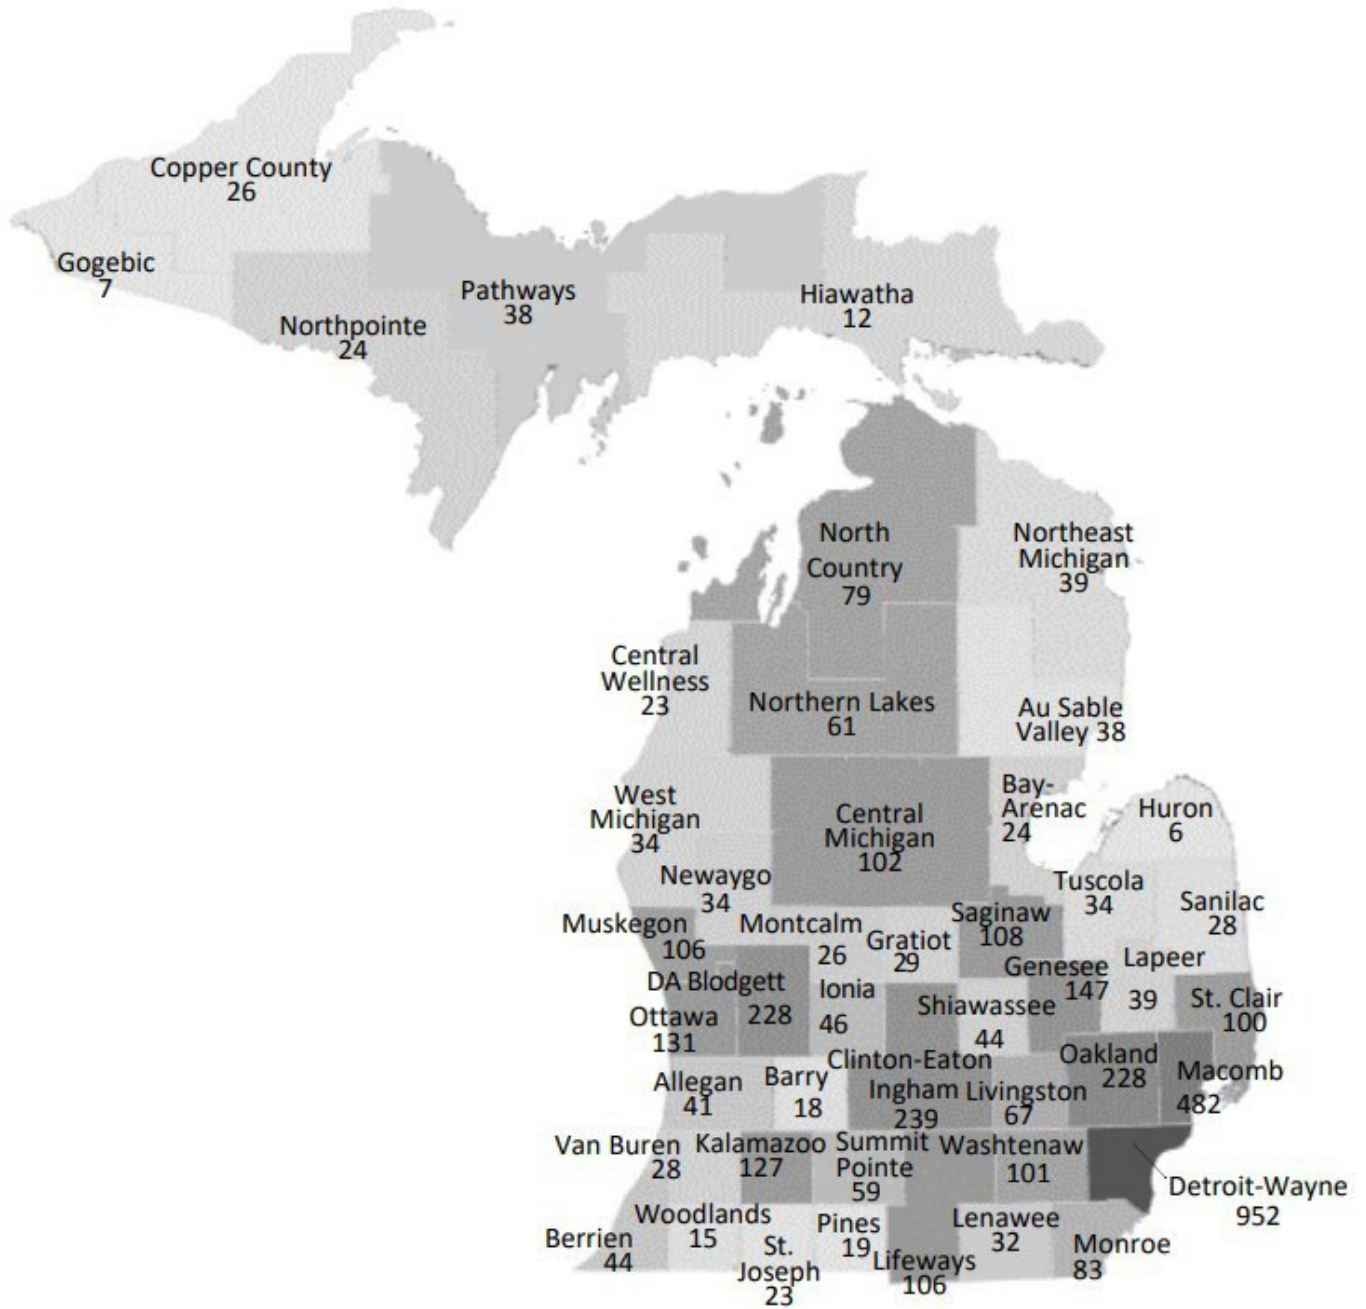 Copper County
26
Gogebic
7
Pathways
38
Hiawatha
12
Northpointe
24
North
Country
79
Northeast
Michigan
39
Central
Wellness
23
Northern Lakes
61
Au Sable
Valley 38
West
Michigan
34
Central
Michigan
102
Bay-
Arenac
24
Huron
6
Newaygo
34
Tuscola
34
Sanilac
28
Muskegon
106
Montcalm
26
Gratiot
29
Saginaw
108
Genesee
147
Lapeer
39
DA Blodgett
228
Ionia
46
Shiawassee
44
St. Clair
100
Ottawa
131
Clinton-Eaton
Ingham
239
Oakland
228
Macomb
482
Allegan
41
Barry
18
Livingston
67
Van Buren
28
Kalamazoo
127
Summit
Pointe
59
Washtenaw
101
Detroit-Wayne
952
Berrien
44
Woodlands
15
St.
Joseph
23
Pines
19
Lifeways
106
Lenawee
32
Monroe
83